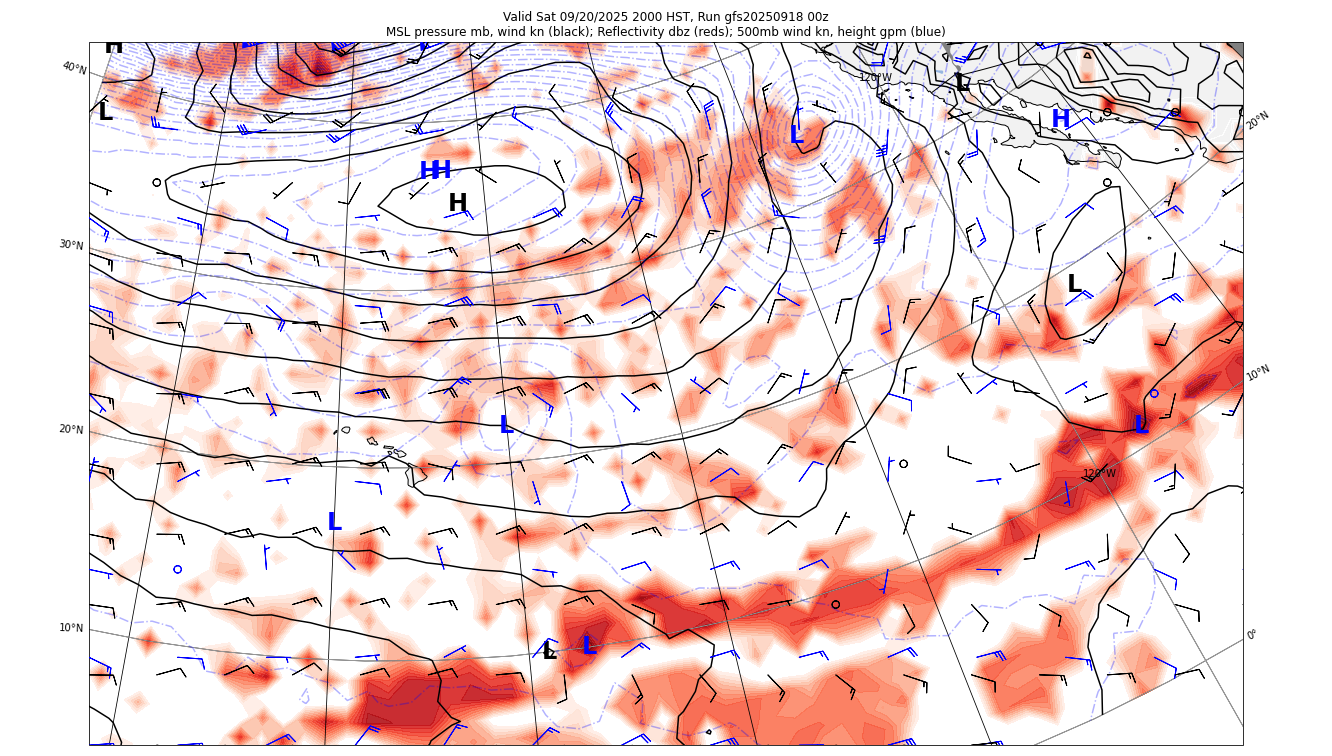 Valid Sat 09/20/2025 2000 HST, Run gfs20250918 00z
MSL pressure mb, wind kn (black); Reflectivity dbz (reds); 500mb wind kn, height gpm (blue)
H
40°N
120°W
L
L
H
20°N
L
HH
H
30°N
L
10°N
20°N
L
L
120°W
L
10°N
0°
L
L